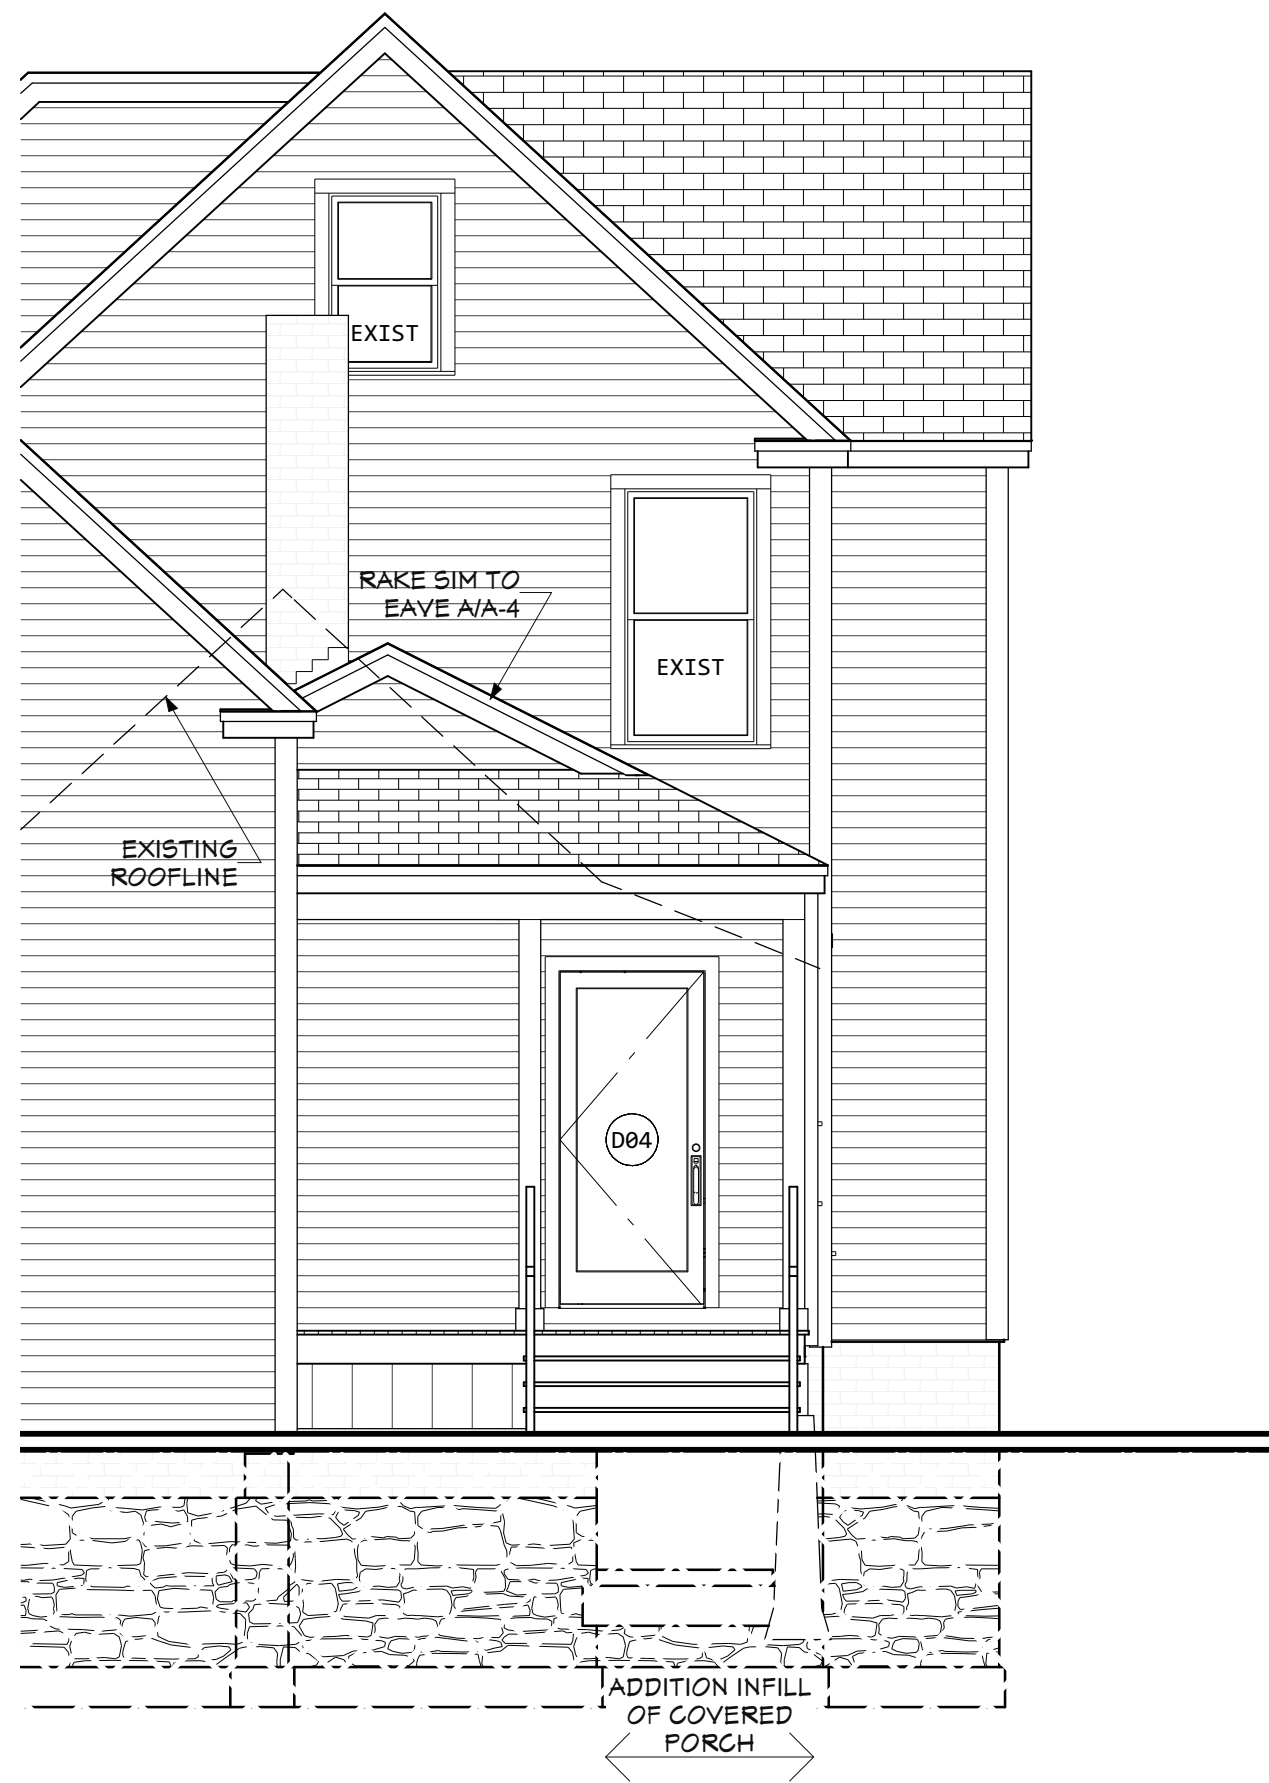 EXIST
RAKE SIM TO
EAVE A/A-4
EXIST
EXISTING
ROOFLINE
D04
ADDITION INFILL
OF COVERED
PORCH